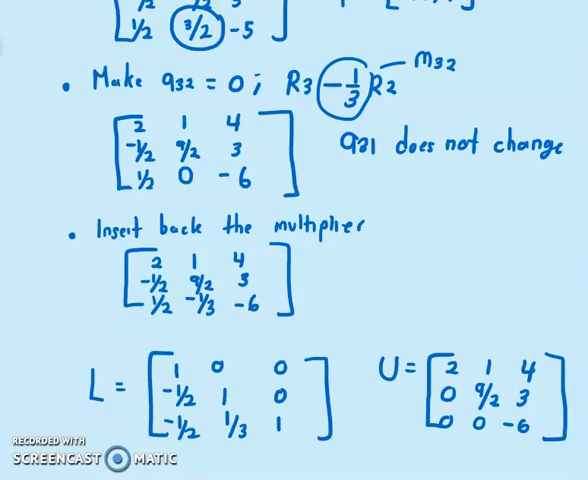 1/2 3/2 -5
• Make a32 = 0 ; R3 - 1/3 R2 — m32
2 1 4
-1/2 9/2 3
1/2 0 -6
a31 does not change
• Insert back the multiplier
2 1 4
-1/2 9/2 3
1/2 -1/3 -6
L = [ 1 0 0
-1/2 1 0
-1/2 1/3 1 ]
U = [ 2 1 4
0 9/2 3
0 0 -6 ]
RECORDED WITH
SCREENCAST MATIC